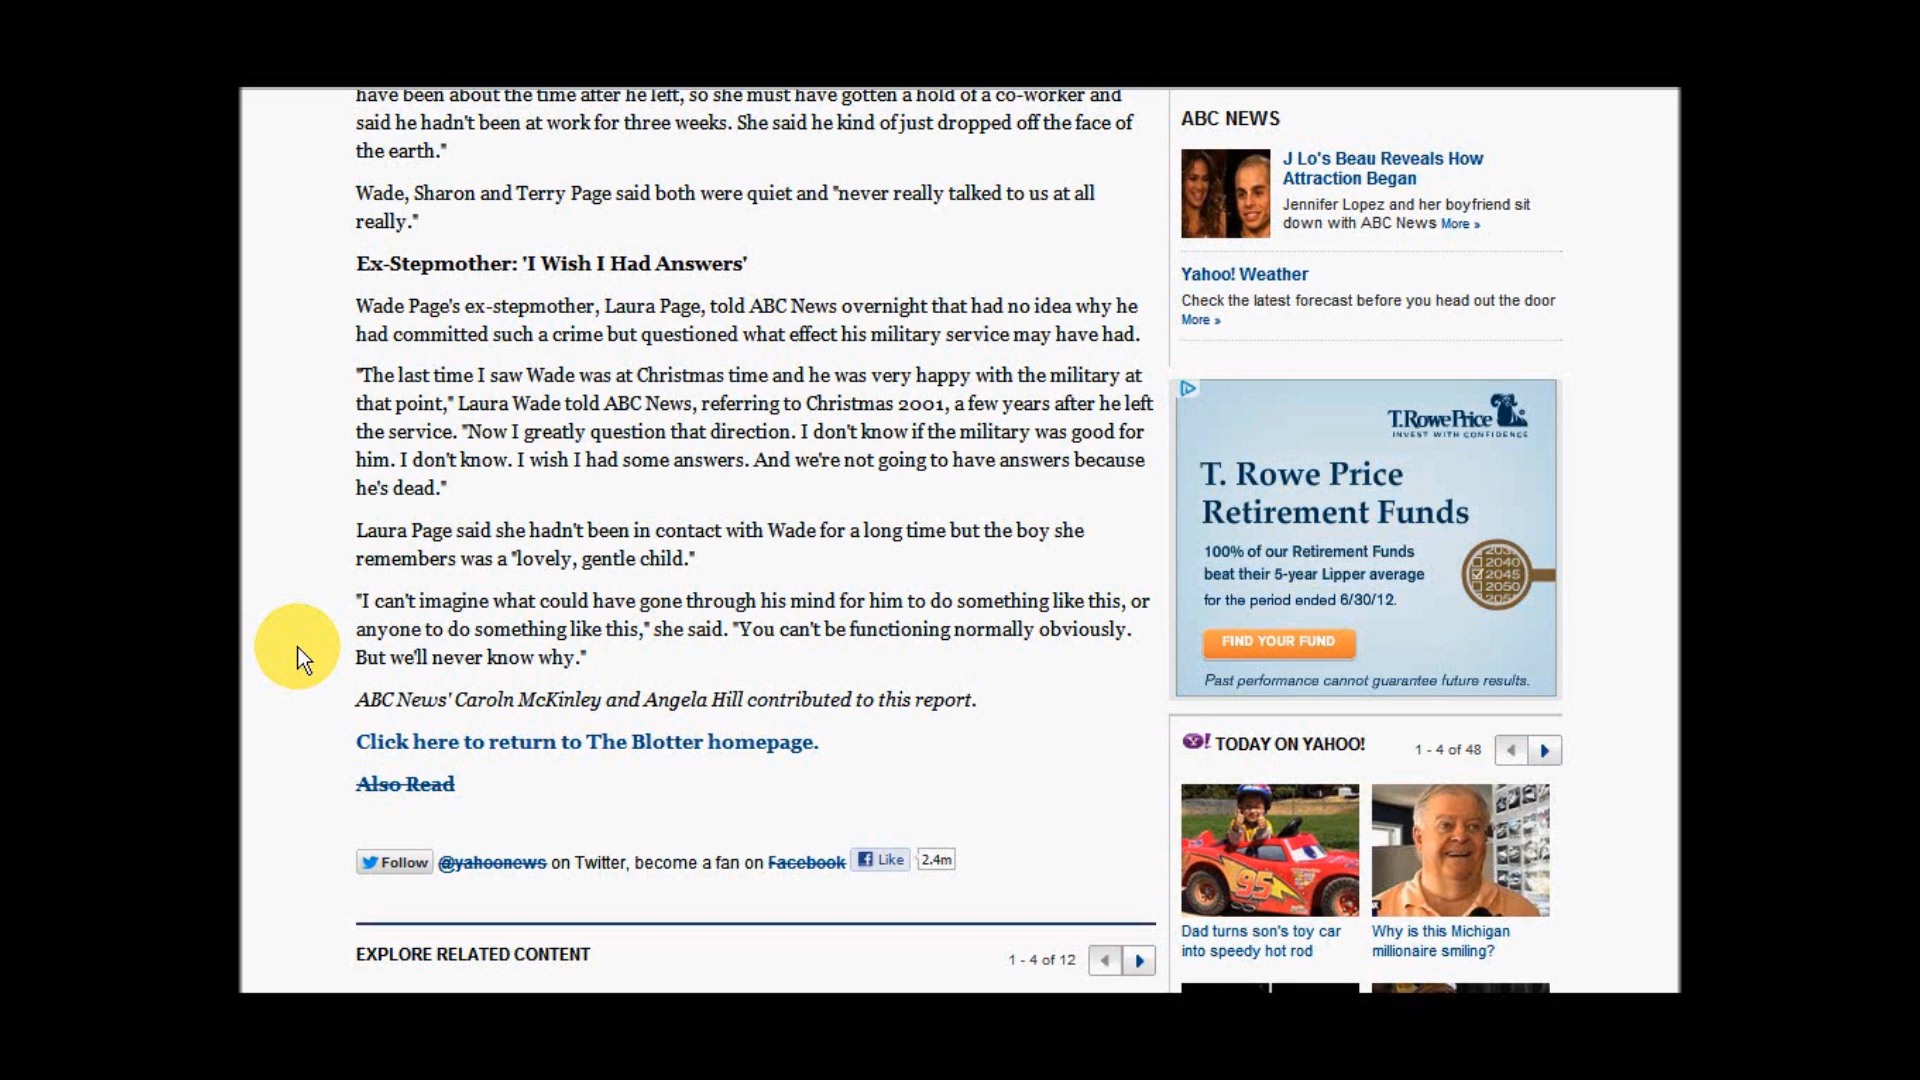 have been about the time after he left, so she must have gotten a hold of a co-worker and
said he hadn't been at work for three weeks. She said he kind of just dropped off the face of
the earth."
Wade, Sharon and Terry Page said both were quiet and "never really talked to us at all
really."
Ex-Stepmother: 'I Wish I Had Answers'
Wade Page's ex-stepmother, Laura Page, told ABC News overnight that had no idea why he
had committed such a crime but questioned what effect his military service may have had.
"The last time I saw Wade was at Christmas time and he was very happy with the military at
that point," Laura Wade told ABC News, referring to Christmas 2001, a few years after he left
the service. "Now I greatly question that direction. I don't know if the military was good for
him. I don't know. I wish I had some answers. And we're not going to have answers because
he's dead."
Laura Page said she hadn't been in contact with Wade for a long time but the boy she
remembers was a "lovely, gentle child."
"I can't imagine what could have gone through his mind for him to do something like this, or
anyone to do something like this," she said. "You can't be functioning normally obviously.
But we'll never know why."
ABC News' Caroln McKinley and Angela Hill contributed to this report.
Click here to return to The Blotter homepage.
Also Read
Follow @yahoonews on Twitter, become a fan on Facebook Like 2.4m
EXPLORE RELATED CONTENT 1 - 4 of 12
ABC NEWS
J Lo's Beau Reveals How
Attraction Began
Jennifer Lopez and her boyfriend sit
down with ABC News More »
Yahoo! Weather
Check the latest forecast before you head out the door
More »
T.RowePrice
INVEST WITH CONFIDENCE
T. Rowe Price
Retirement Funds
100% of our Retirement Funds
beat their 5-year Lipper average
for the period ended 6/30/12.
2040
2045
2050
FIND YOUR FUND
Past performance cannot guarantee future results.
Y! TODAY ON YAHOO! 1 - 4 of 48
95
Dad turns son's toy car
into speedy hot rod
Why is this Michigan
millionaire smiling?